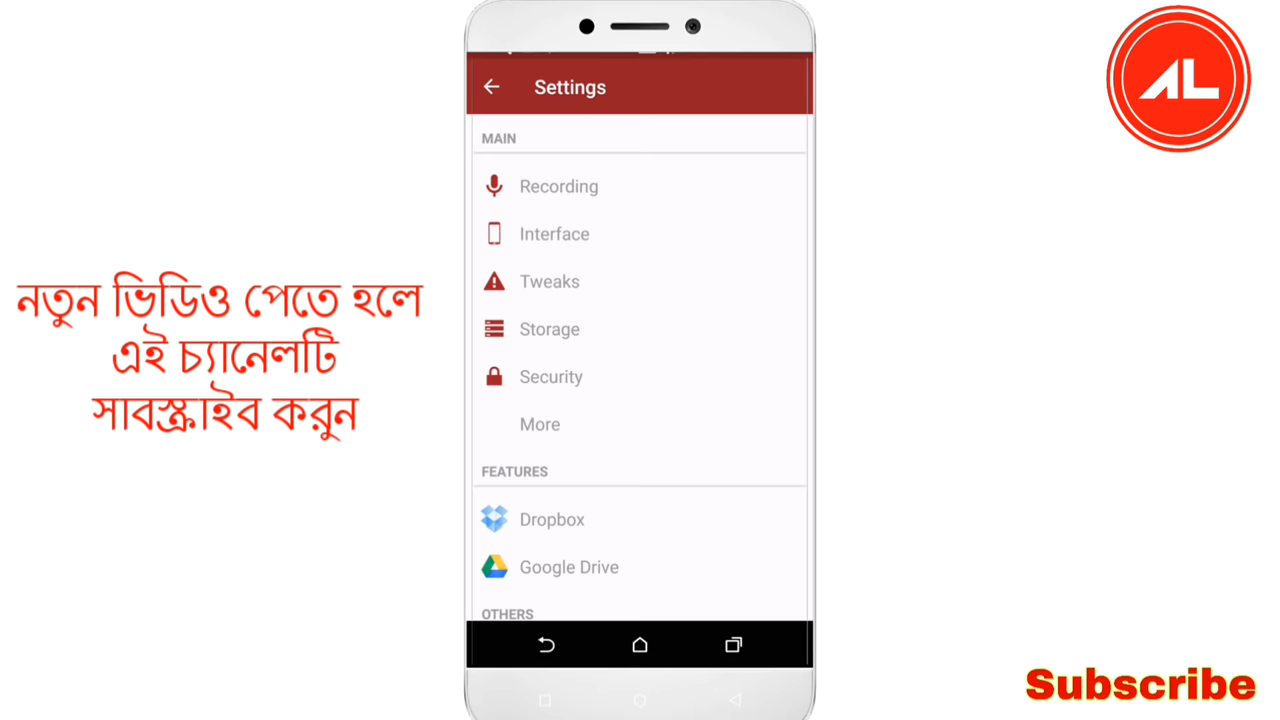 AL
Settings
MAIN
Recording
Interface
Tweaks
Storage
Security
More
FEATURES
Dropbox
Google Drive
OTHERS
নতুন ভিডিও পেতে হলে
এই চ্যানেলটি
সাবস্ক্রাইব করুন
Subscribe